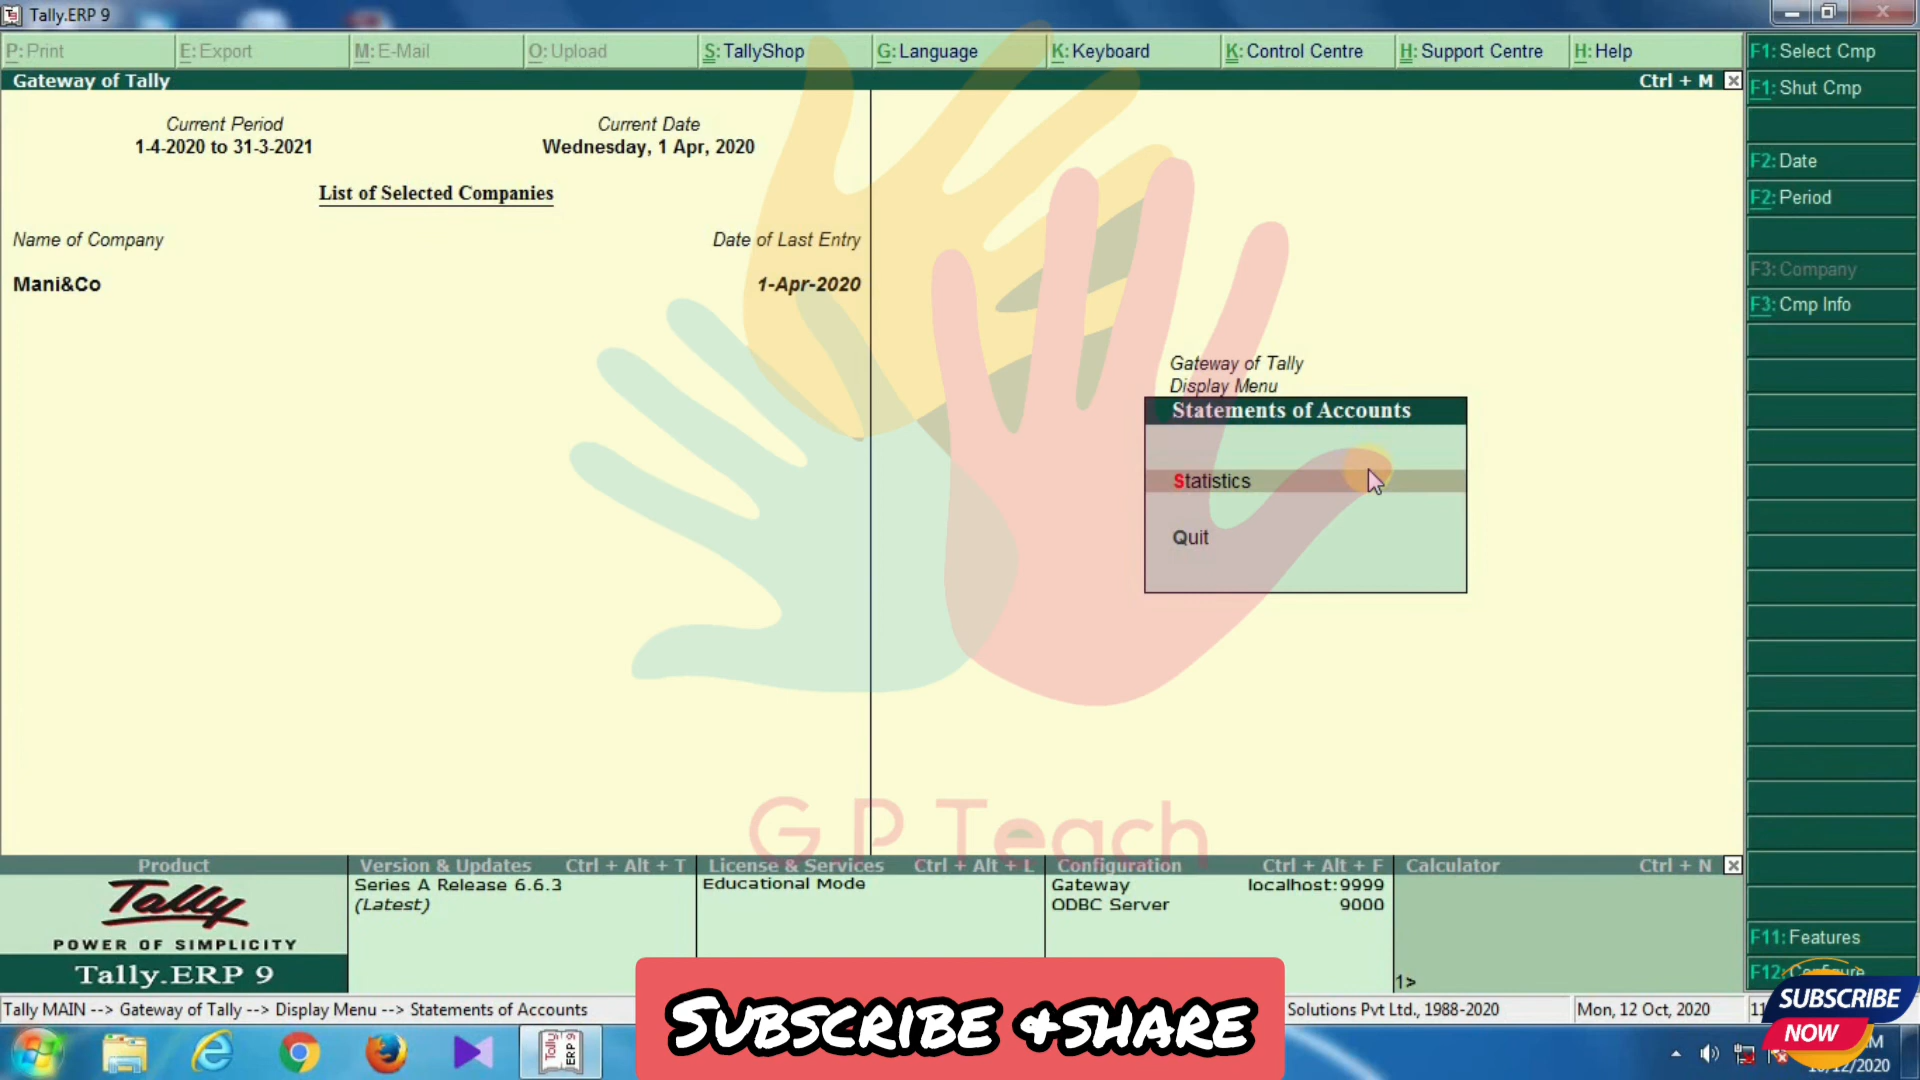 Tally.ERP 9
P: Print
E: Export
M: E-Mail
O: Upload
S: TallyShop
G: Language
K: Keyboard
K: Control Centre
H: Support Centre
H: Help
Gateway of Tally
Ctrl + M
Current Period
1-4-2020 to 31-3-2021
Current Date
Wednesday, 1 Apr, 2020
List of Selected Companies
Name of Company
Date of Last Entry
Mani&Co
1-Apr-2020
Gateway of Tally
Display Menu
Statements of Accounts
Statistics
Quit
F1: Select Cmp
F1: Shut Cmp
F2: Date
F2: Period
F3: Company
F3: Cmp Info
F11: Features
F12: Configure
G.P Teach
Product
Tally
POWER OF SIMPLICITY
Tally.ERP 9
Version & Updates Ctrl + Alt + T
Series A Release 6.6.3
(Latest)
License & Services Ctrl + Alt + L
Educational Mode
Configuration Ctrl + Alt + F
Gateway localhost:9999
ODBC Server 9000
Calculator Ctrl + N
1>
Tally MAIN --> Gateway of Tally --> Display Menu --> Statements of Accounts
Solutions Pvt Ltd., 1988-2020
Mon, 12 Oct, 2020
SUBSCRIBE &SHARE
SUBSCRIBE
NOW
Tally
ERP 9